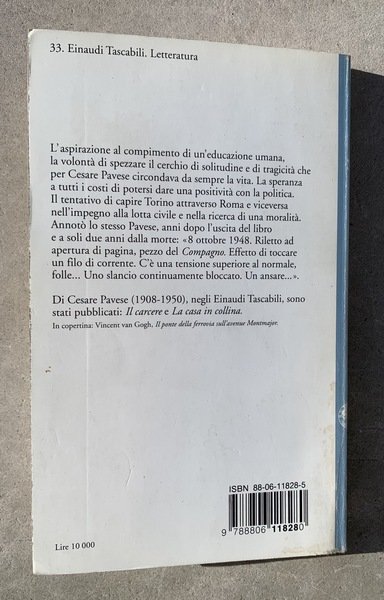 33. Einaudi Tascabili. Letteratura
L'aspirazione al compimento di un'educazione umana,
la volontà di spezzare il cerchio di solitudine e di tragicità che
per Cesare Pavese circondava da sempre la vita. La speranza
a tutti i costi di potersi dare una positività con la politica.
Il tentativo di capire Torino attraverso Roma e viceversa
nell'impegno alla lotta civile e nella ricerca di una moralità.
Annotò lo stesso Pavese, anni dopo l'uscita del libro
e a soli due anni dalla morte: «8 ottobre 1948. Riletto ad
apertura di pagina, pezzo del Compagno. Effetto di toccare
un filo di corrente. C'è una tensione superiore al normale,
folle... Uno slancio continuamente bloccato. Un ansare...».
Di Cesare Pavese (1908-1950), negli Einaudi Tascabili, sono
stati pubblicati: Il carcere e La casa in collina.
In copertina: Vincent van Gogh. Il ponte della ferrovia sull'avenue Montmajor.
ISBN 88-06-11828-5
9 788806 118280
Lire 10 000